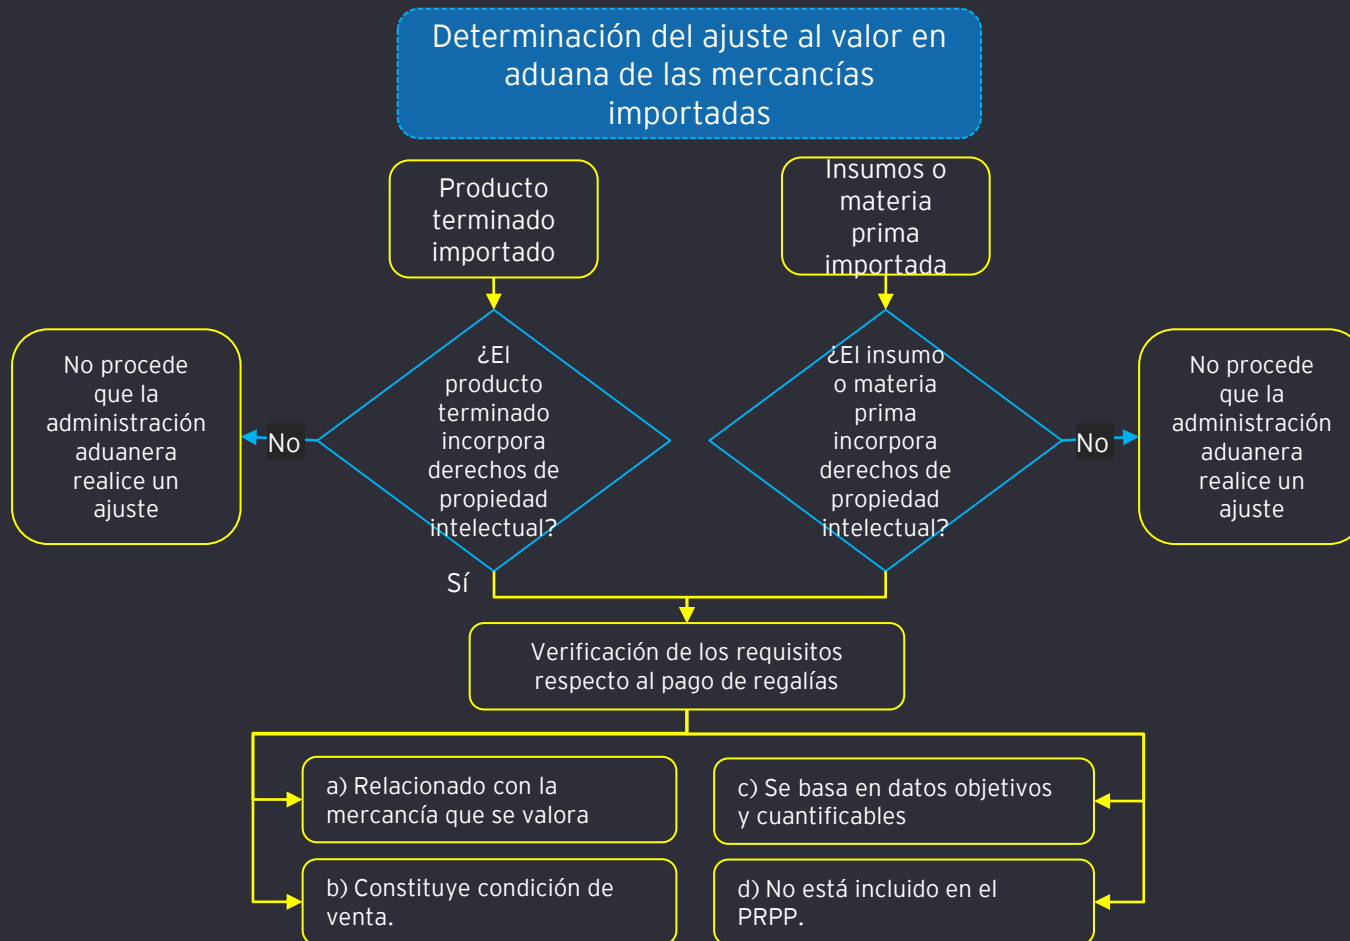 Determinación del ajuste al valor en
aduana de las mercancías
importadas
Producto
terminado
importado
Insumos o
materia
prima
importada
No procede
que la
administración
aduanera
realice un
ajuste
No
¿El
producto
terminado
incorpora
derechos de
propiedad
intelectual?
¿El insumo
o materia
prima
incorpora
derechos de
propiedad
intelectual?
No
No procede
que la
administración
aduanera
realice un
ajuste
Sí
Verificación de los requisitos
respecto al pago de regalías
a) Relacionado con la
mercancía que se valora
c) Se basa en datos objetivos
y cuantificables
b) Constituye condición de
venta.
d) No está incluido en el
PRPP.